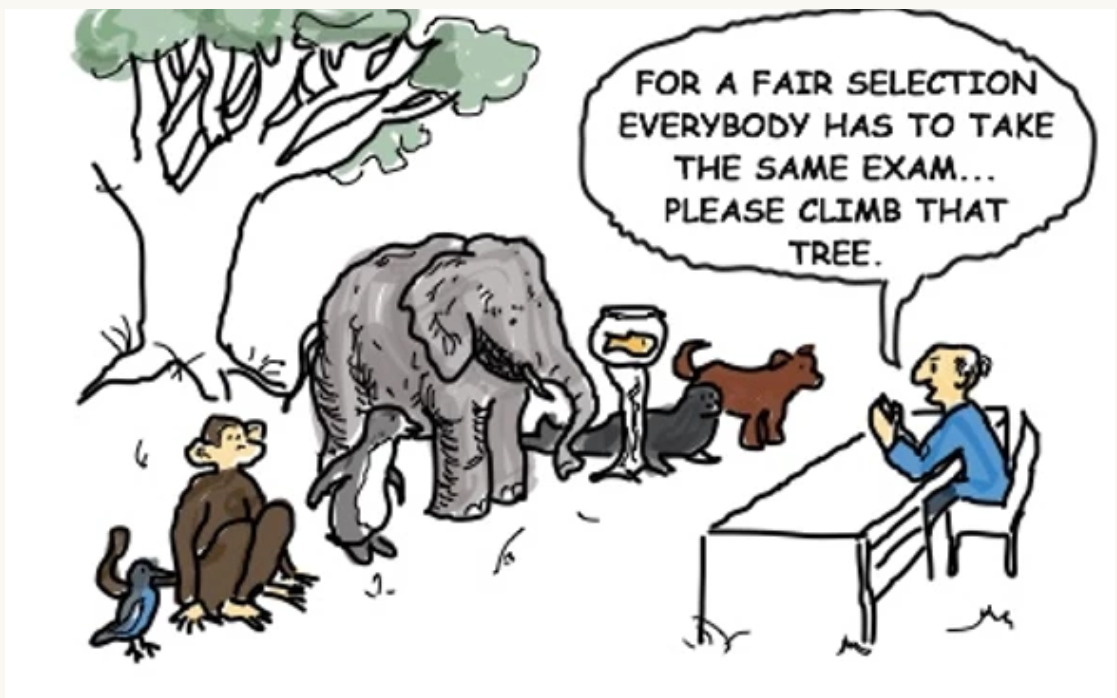 FOR A FAIR SELECTION
EVERYBODY HAS TO TAKE
THE SAME EXAM...
PLEASE CLIMB THAT
TREE.